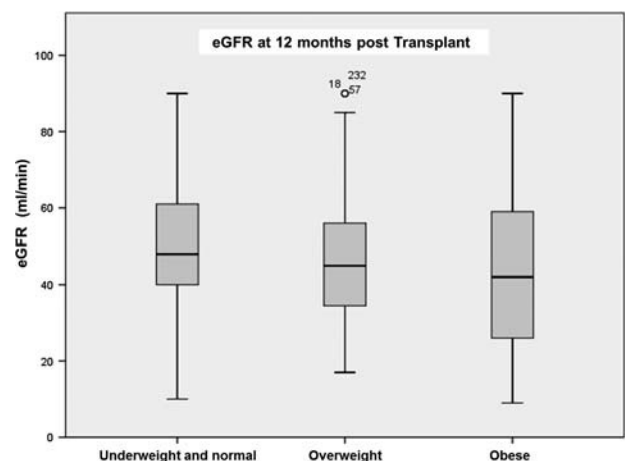 eGFR at 12 months post Transplant
100
80
60
40
20
0
eGFR (ml/min)
232
18
57
Underweight and normal
Overweight
Obese